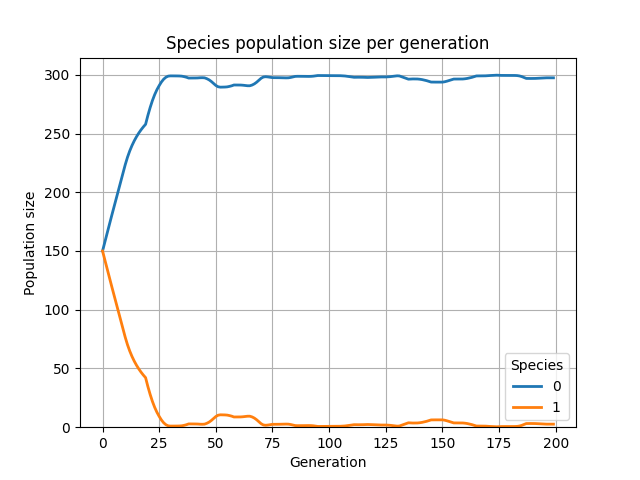 Species population size per generation
Population size
300
250
200
150
100
50
0
0 25 50 75 100 125 150 175 200
Generation
Species
0
1